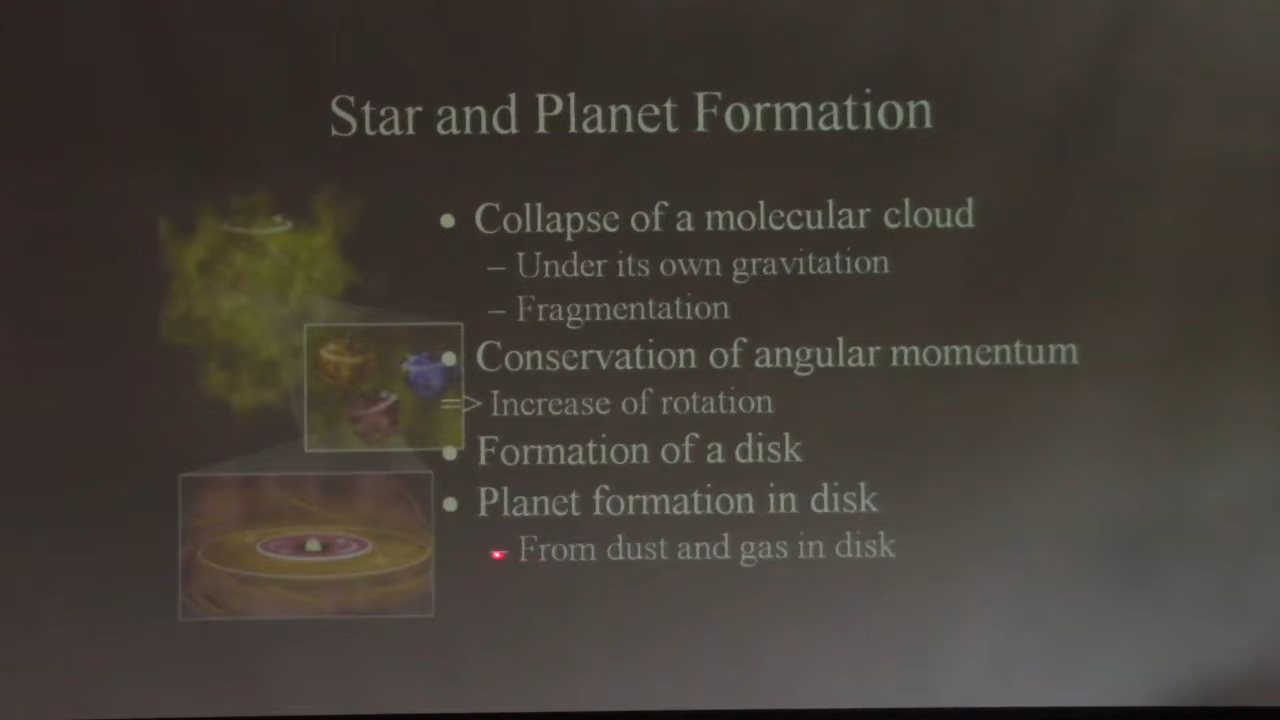 Star and Planet Formation
• Collapse of a molecular cloud
– Under its own gravitation
– Fragmentation
• Conservation of angular momentum
=> Increase of rotation
• Formation of a disk
• Planet formation in disk
– From dust and gas in disk